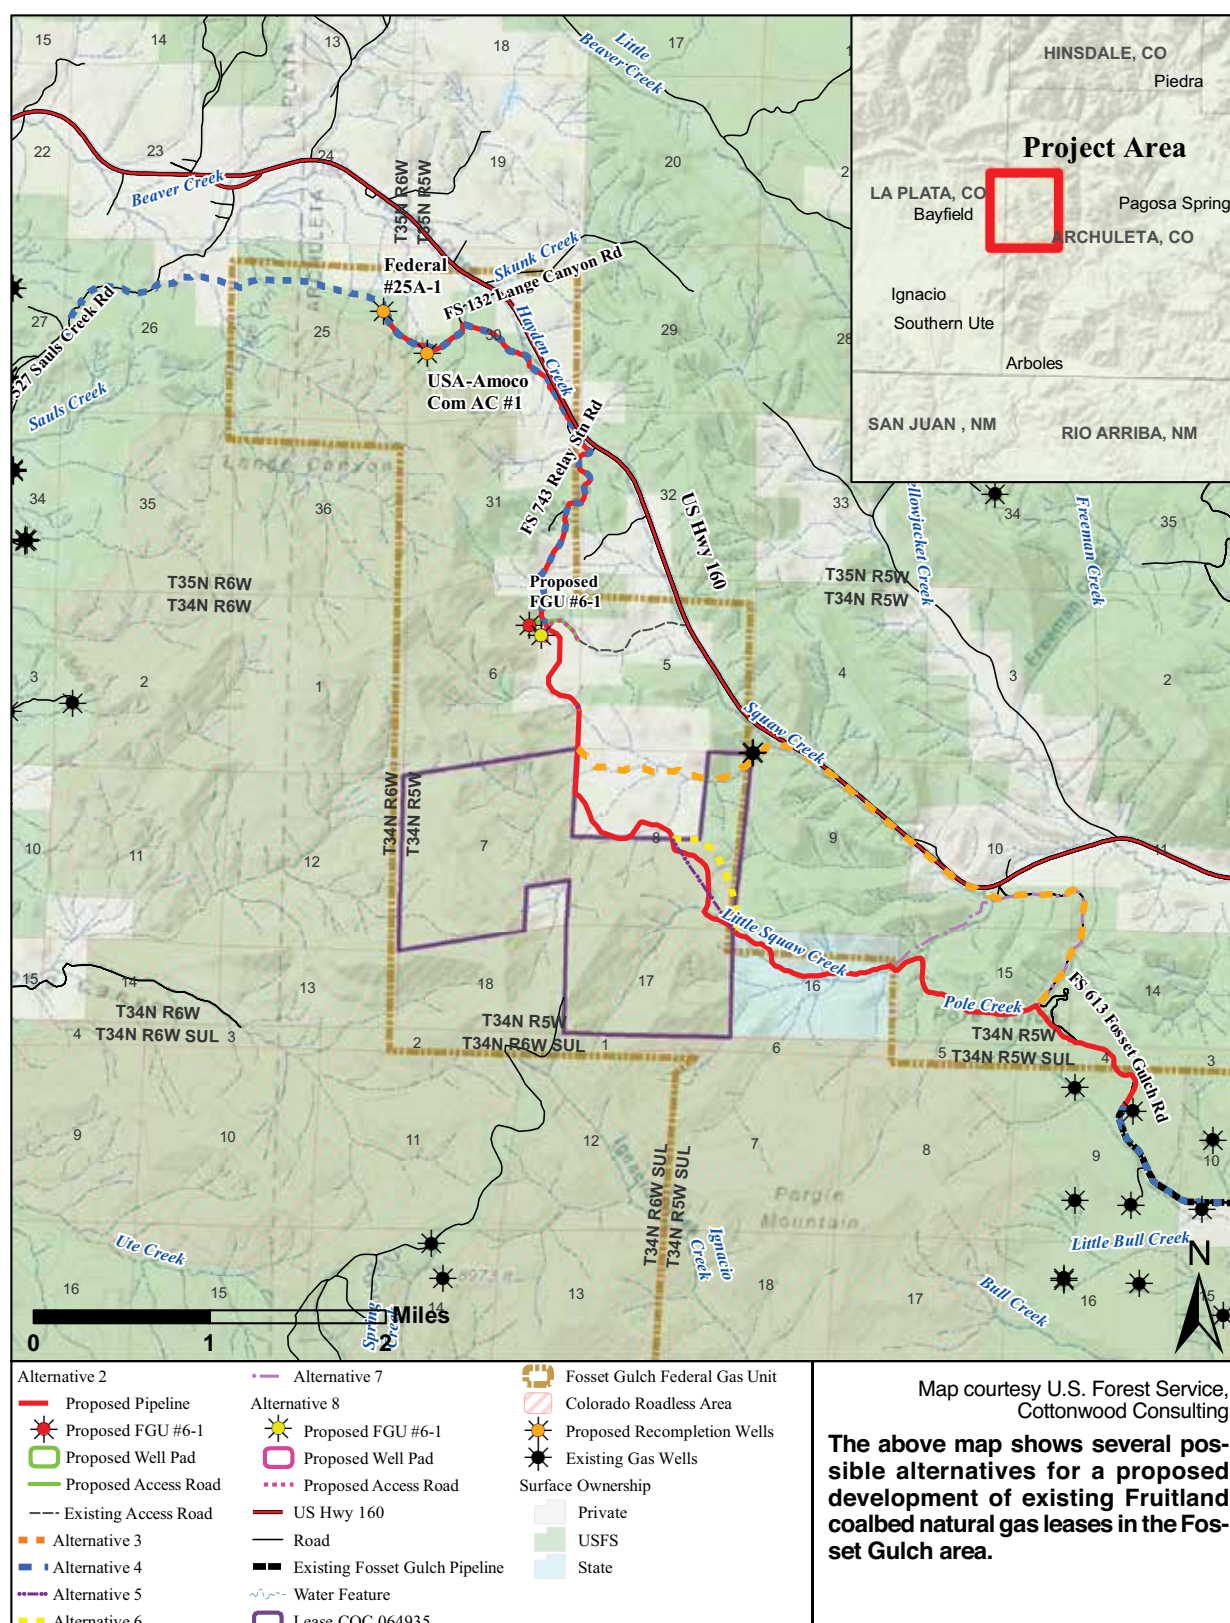 15
14
13
18
Little
Beaver Creek
17
HINSDALE, CO
Piedra
Project Area
LA PLATA, CO
Bayfield
Pagosa Spring
ARCHULETA, CO
Ignacio
Southern Ute
Arboles
SAN JUAN , NM
RIO ARRIBA, NM
22
23
24
19
20
Beaver Creek
T35N R6W
T35N R5W
Skunk Creek
FS 132 Lange Canyon Rd
Federal
#25A-1
Hayden Creek
27
26
25
30
29
28
S27 Sauls Creek Rd
Sauls Creek
USA-Amoco
Com AC #1
Lange Canyon
FS 743 Relay Stn Rd
34
35
36
31
32
33
34
35
US Hwy 160
ellowjacket Creek
Freeman Creek
T35N R6W
T34N R6W
T35N R5W
T34N R5W
Proposed
FGU #6-1
3
2
1
6
5
4
3
2
Squaw Creek
T34N R6W
T34N R5W
10
11
12
7
8
9
10
11
Little Squaw Creek
15
14
13
18
17
16
15
14
Pole Creek
FS 613 Fosset Gulch Rd
T34N R6W
T34N R6W SUL
T34N R5W
T34N R6W SUL
T34N R5W
T34N R5W SUL
4
3
2
1
6
5
4
3
9
10
11
12
7
8
9
10
T34N R6W SUL
T34N R5W SUL
Pargin
Mountain
Ute Creek
Ignacio
Creek
Little Bull Creek
Bull Creek
Spring
Creek
16
15
14
13
18
17
16
15
N
Miles
0
1
2
Alternative 2
Proposed Pipeline
Proposed FGU #6-1
Proposed Well Pad
Proposed Access Road
Existing Access Road
Alternative 3
Alternative 4
Alternative 5
Alternative 6
Alternative 7
Alternative 8
Proposed FGU #6-1
Proposed Well Pad
Proposed Access Road
US Hwy 160
Road
Existing Fosset Gulch Pipeline
Water Feature
Lease COC 064935
Fosset Gulch Federal Gas Unit
Colorado Roadless Area
Proposed Recompletion Wells
Existing Gas Wells
Surface Ownership
Private
USFS
State
Map courtesy U.S. Forest Service,
Cottonwood Consulting
The above map shows several pos-
sible alternatives for a proposed
development of existing Fruitland
coalbed natural gas leases in the Fos-
set Gulch area.